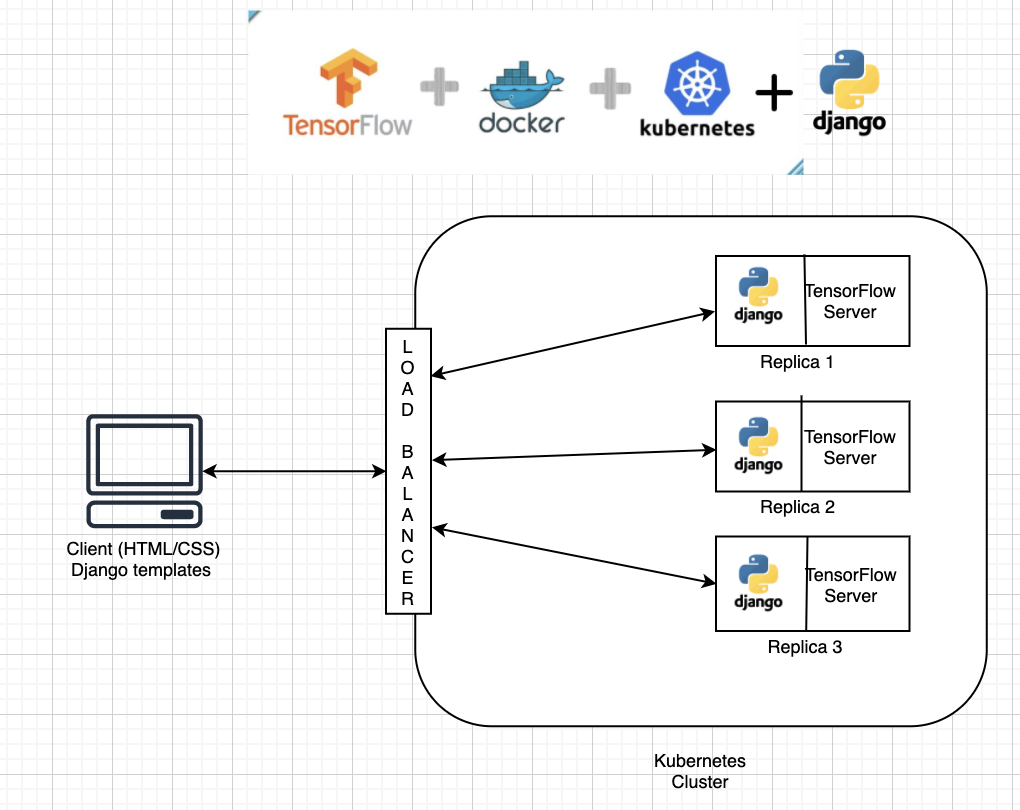 TensorFlow
docker
kubernetes
django
L
O
A
D
B
A
L
A
N
C
E
R
django
TensorFlow
Server
Replica 1
django
TensorFlow
Server
Replica 2
django
TensorFlow
Server
Replica 3
Client (HTML/CSS)
Django templates
Kubernetes
Cluster